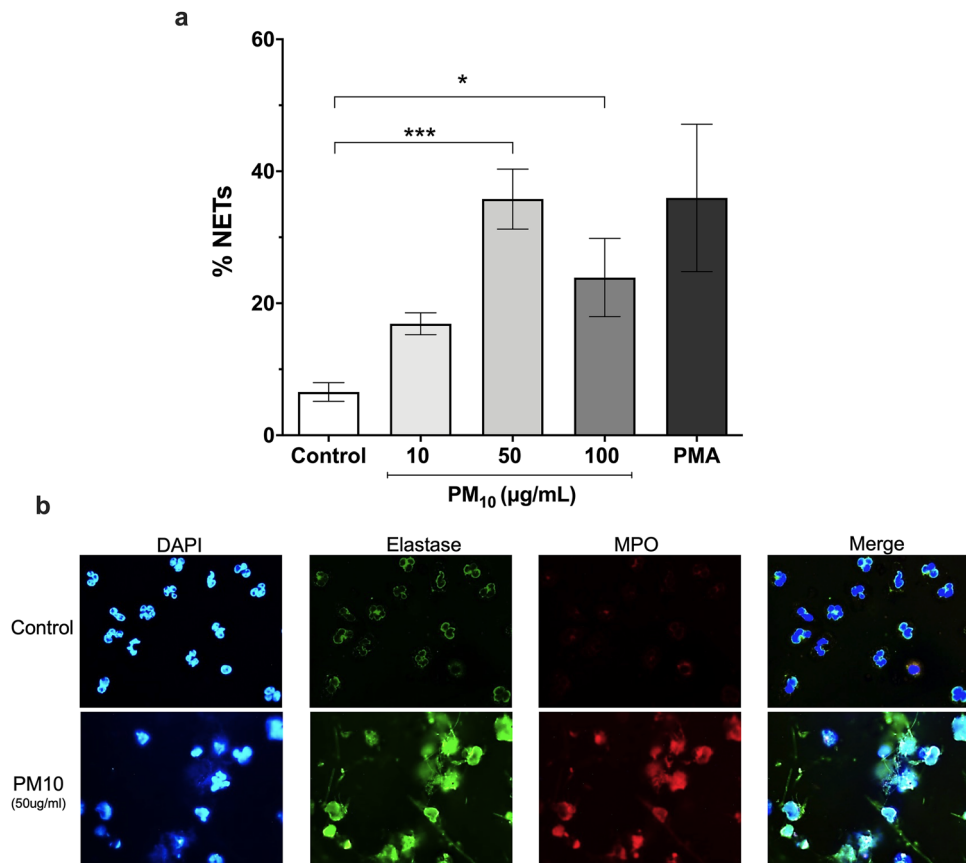 a
60
*
***
40
% NETs
20
0
Control 10 50 100 PMA
PM₁₀ (µg/mL)
b
DAPI Elastase MPO Merge
Control
PM10
(50ug/ml)